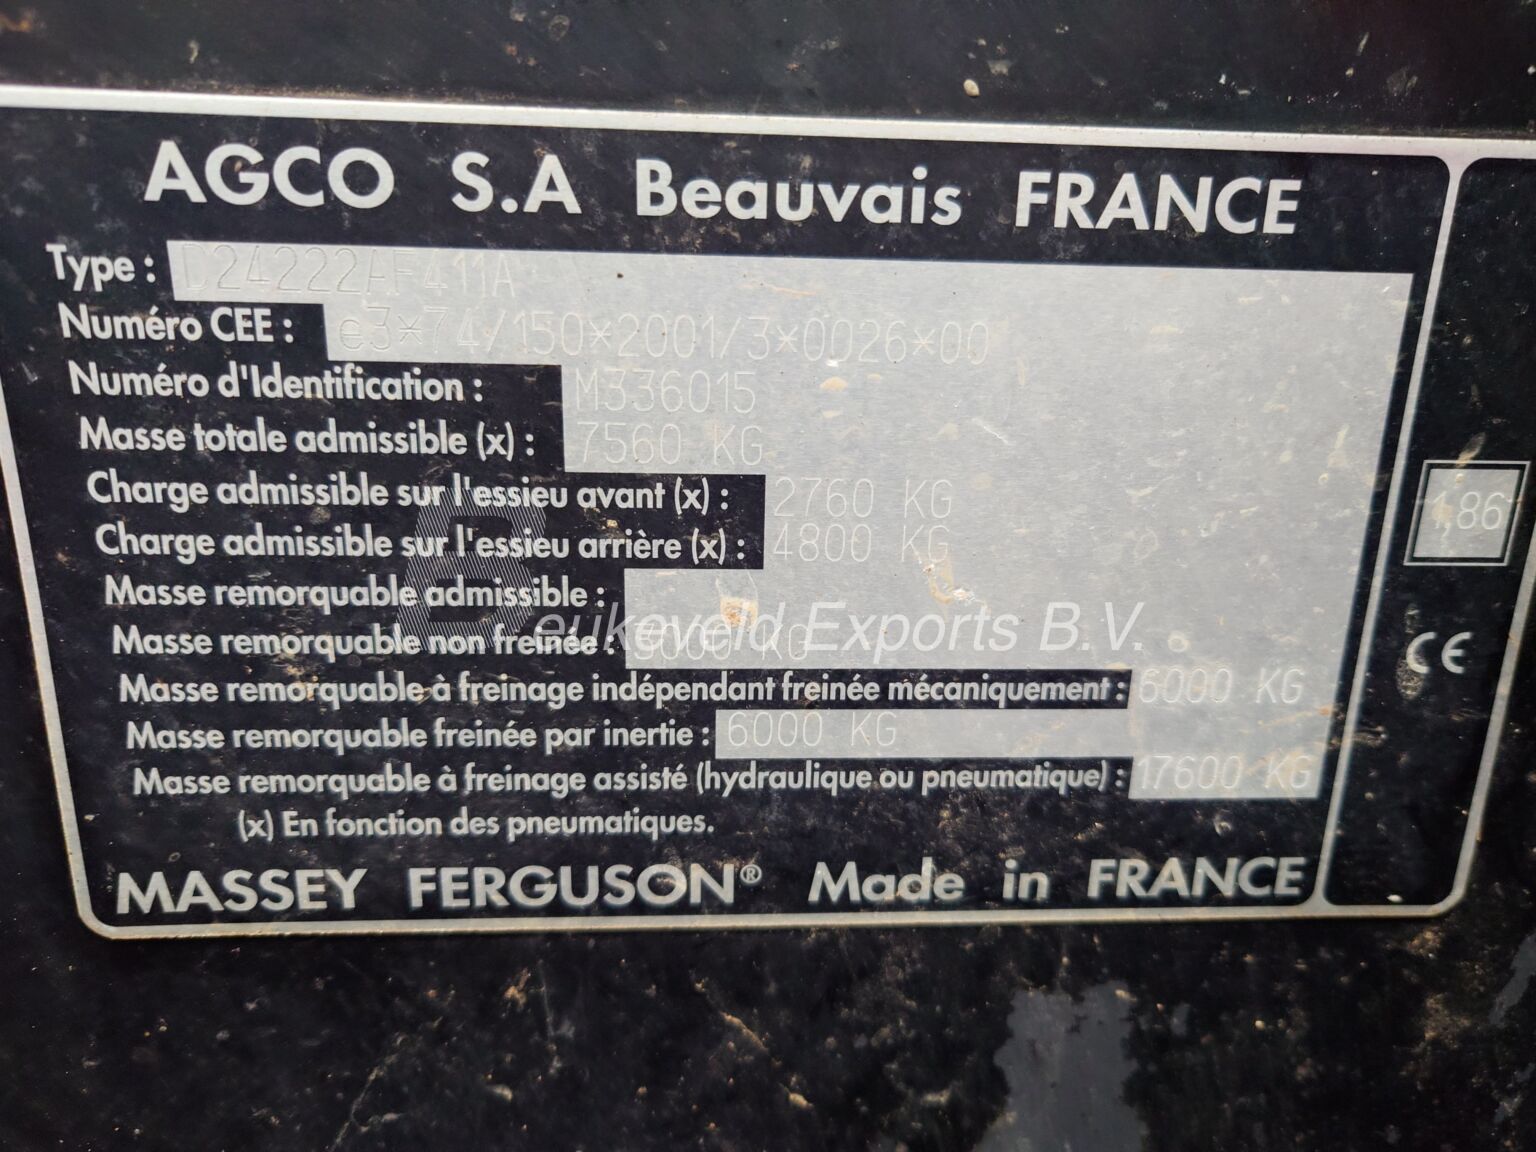 AGCO S.A Beauvais FRANCE
Type : D24222AF411A
Numéro CEE : e3*74/150*2001/3*0026*00
Numéro d'Identification : M336015
Masse totale admissible (x) : 7560 KG
Charge admissible sur l'essieu avant (x) : 2760 KG
Charge admissible sur l'essieu arrière (x) : 4800 KG
Masse remorquable admissible :
Masse remorquable non freinée : KG
Masse remorquable à freinage indépendant freinée mécaniquement : 6000 KG
Masse remorquable freinée par inertie : 6000 KG
Masse remorquable à freinage assisté (hydraulique ou pneumatique) : 17600 KG
(x) En fonction des pneumatiques.
MASSEY FERGUSON® Made in FRANCE
1,86
CE
Beukeveld Exports B.V.